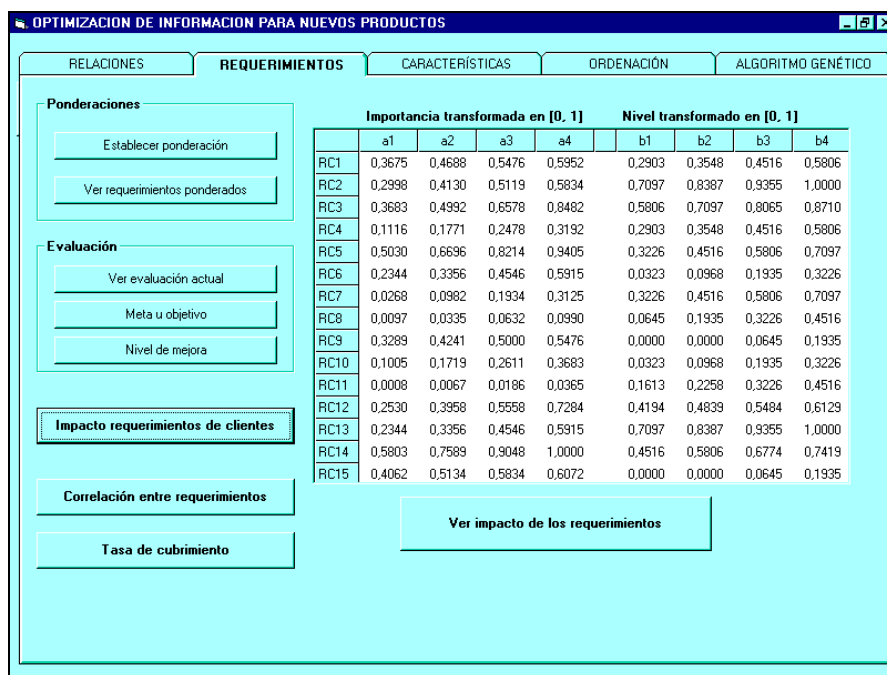 OPTIMIZACION DE INFORMACION PARA NUEVOS PRODUCTOS
RELACIONES REQUERIMIENTOS CARACTERÍSTICAS ORDENACIÓN ALGORITMO GENÉTICO
Ponderaciones
Establecer ponderación
Ver requerimientos ponderados
Evaluación
Ver evaluación actual
Meta u objetivo
Nivel de mejora
Impacto requerimientos de clientes
Correlación entre requerimientos
Tasa de cubrimiento
Importancia transformada en [0, 1] Nivel transformado en [0, 1]
a1 a2 a3 a4 b1 b2 b3 b4
RC1 0,3675 0,4688 0,5476 0,5952 0,2903 0,3548 0,4516 0,5806
RC2 0,2998 0,4130 0,5119 0,5834 0,7097 0,8387 0,9355 1,0000
RC3 0,3683 0,4992 0,6578 0,8482 0,5806 0,7097 0,8065 0,8710
RC4 0,1116 0,1771 0,2478 0,3192 0,2903 0,3548 0,4516 0,5806
RC5 0,5030 0,6696 0,8214 0,9405 0,3226 0,4516 0,5806 0,7097
RC6 0,2344 0,3356 0,4546 0,5915 0,0323 0,0968 0,1935 0,3226
RC7 0,0268 0,0982 0,1934 0,3125 0,3226 0,4516 0,5806 0,7097
RC8 0,0097 0,0335 0,0632 0,0990 0,0645 0,1935 0,3226 0,4516
RC9 0,3289 0,4241 0,5000 0,5476 0,0000 0,0000 0,0645 0,1935
RC10 0,1005 0,1719 0,2611 0,3683 0,0323 0,0968 0,1935 0,3226
RC11 0,0008 0,0067 0,0186 0,0365 0,1613 0,2258 0,3226 0,4516
RC12 0,2530 0,3958 0,5558 0,7284 0,4194 0,4839 0,5484 0,6129
RC13 0,2344 0,3356 0,4546 0,5915 0,7097 0,8387 0,9355 1,0000
RC14 0,5803 0,7589 0,9048 1,0000 0,4516 0,5806 0,6774 0,7419
RC15 0,4062 0,5134 0,5834 0,6072 0,0000 0,0000 0,0645 0,1935
Ver impacto de los requerimientos